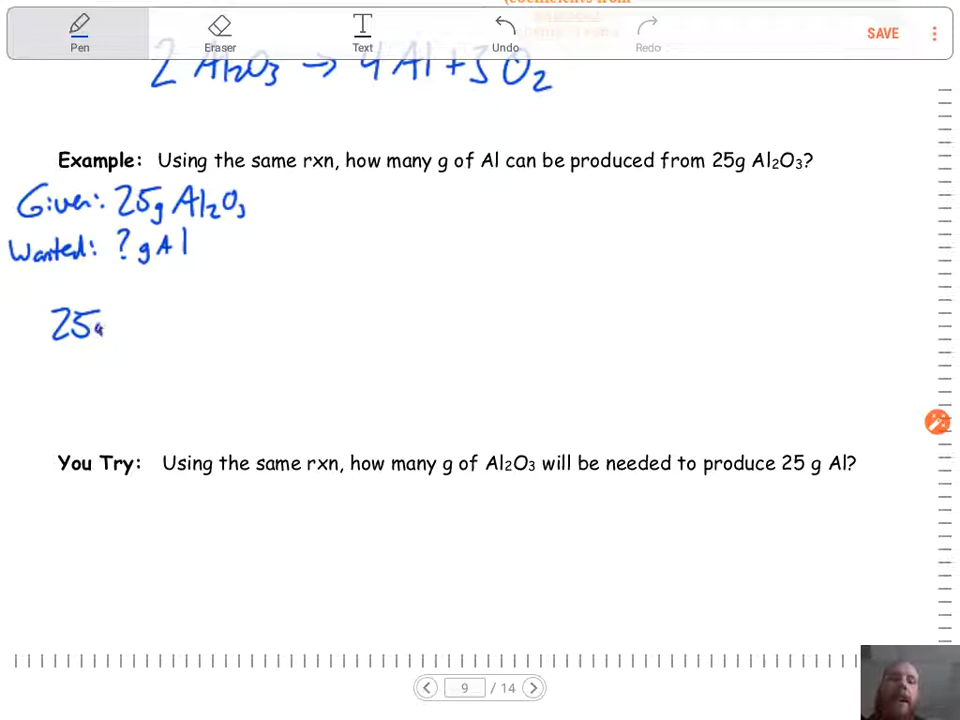 (coefficients from
Pen
Eraser
Text
Undo
Redo
SAVE
2 Al2O3 → 4 Al + 3 O2
Example: Using the same rxn, how many g of Al can be produced from 25g Al₂O₃?
Given: 25g Al2O3
Wanted: ? g Al
25g
You Try: Using the same rxn, how many g of Al₂O₃ will be needed to produce 25 g Al?
9 / 14